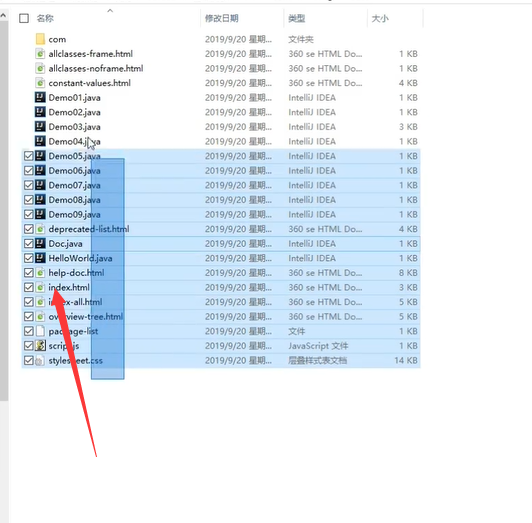 名称 修改日期 类型 大小
com 2019/9/20 星期... 文件夹
allclasses-frame.html 2019/9/20 星期... 360 se HTML Do... 1 KB
allclasses-noframe.html 2019/9/20 星期... 360 se HTML Do... 1 KB
constant-values.html 2019/9/20 星期... 360 se HTML Do... 4 KB
Demo01.java 2019/9/20 星期... IntelliJ IDEA 1 KB
Demo02.java 2019/9/20 星期... IntelliJ IDEA 1 KB
Demo03.java 2019/9/20 星期... IntelliJ IDEA 3 KB
Demo04.java 2019/9/20 星期... IntelliJ IDEA 1 KB
Demo05.java 2019/9/20 星期... IntelliJ IDEA 1 KB
Demo06.java 2019/9/20 星期... IntelliJ IDEA 1 KB
Demo07.java 2019/9/20 星期... IntelliJ IDEA 1 KB
Demo08.java 2019/9/20 星期... IntelliJ IDEA 1 KB
Demo09.java 2019/9/20 星期... IntelliJ IDEA 1 KB
deprecated-list.html 2019/9/20 星期... 360 se HTML Do... 4 KB
Doc.java 2019/9/20 星期... IntelliJ IDEA 1 KB
HelloWorld.java 2019/9/20 星期... IntelliJ IDEA 1 KB
help-doc.html 2019/9/20 星期... 360 se HTML Do... 8 KB
index.html 2019/9/20 星期... 360 se HTML Do... 3 KB
index-all.html 2019/9/20 星期... 360 se HTML Do... 5 KB
overview-tree.html 2019/9/20 星期... 360 se HTML Do... 5 KB
package-list 2019/9/20 星期... 文件 1 KB
script.js 2019/9/20 星期... JavaScript 文件 1 KB
stylesheet.css 2019/9/20 星期... 层叠样式表文档 14 KB